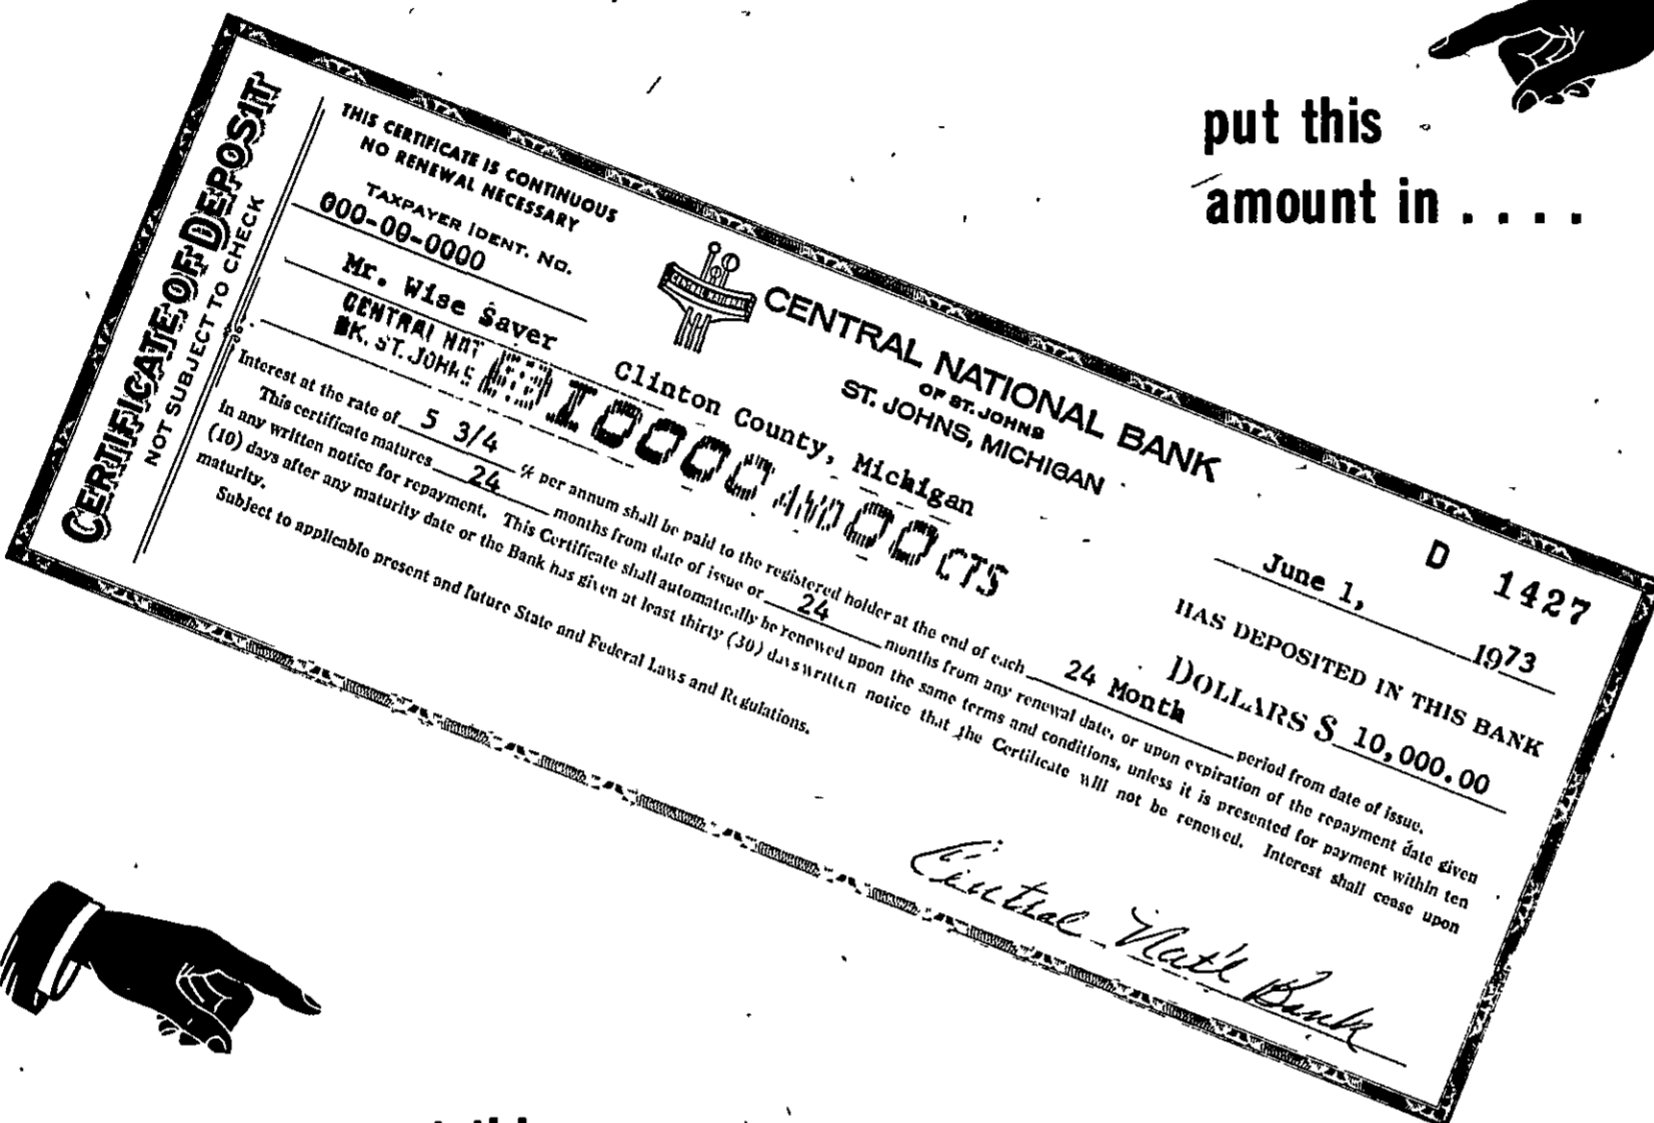 put this
amount in . . . .
CERTIFICATE OF DEPOSIT
NOT SUBJECT TO CHECK
THIS CERTIFICATE IS CONTINUOUS
NO RENEWAL NECESSARY
TAXPAYER IDENT. NO.
000-00-0000
CENTRAL NATIONAL
CENTRAL NATIONAL BANK
OF ST. JOHNS
ST. JOHNS, MICHIGAN
D 1427
June 1, 1973
Mr. Wise Saver
Clinton County, Michigan
HAS DEPOSITED IN THIS BANK
CENTRAL NAT
BK. ST. JOHNS
10000 AND 00 CTS
DOLLARS $ 10,000.00
Interest at the rate of 5 3/4 % per annum shall be paid to the registered holder at the end of each 24 Month period from date of issue.
This certificate matures 24 months from date of issue or 24 months from any renewal date, or upon expiration of the repayment date given
in any written notice for repayment. This Certificate shall automatically be renewed upon the same terms and conditions, unless it is presented for payment within ten
(10) days after any maturity date or the Bank has given at least thirty (30) days written notice that the Certificate will not be renewed. Interest shall cease upon
maturity.
Subject to applicable present and future State and Federal Laws and Regulations.
Central Nat'l Bank